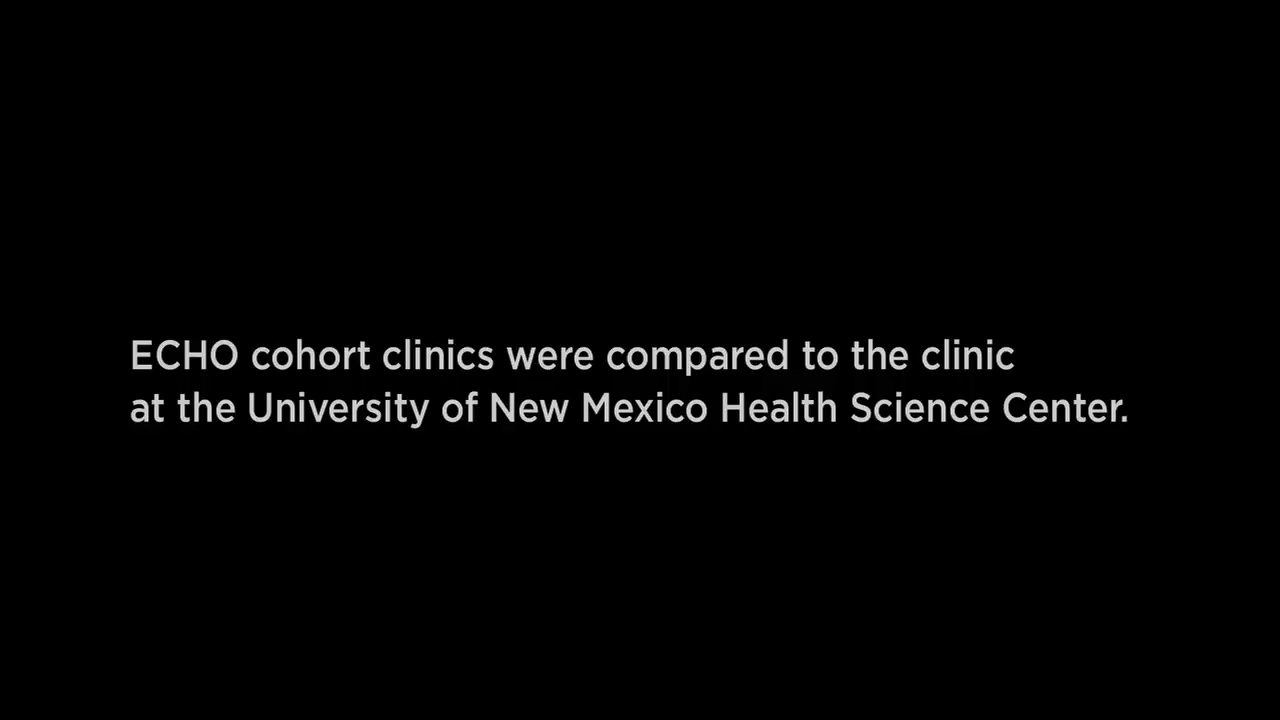 ECHO cohort clinics were compared to the clinic
at the University of New Mexico Health Science Center.